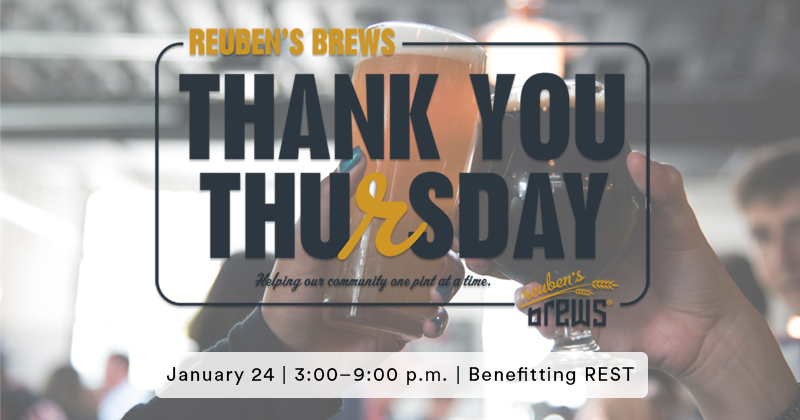 REUBEN'S BREWS
THANK YOU
THURSDAY
Helping our community one pint at a time.
reuben's
brews®
January 24 | 3:00–9:00 p.m. | Benefitting REST